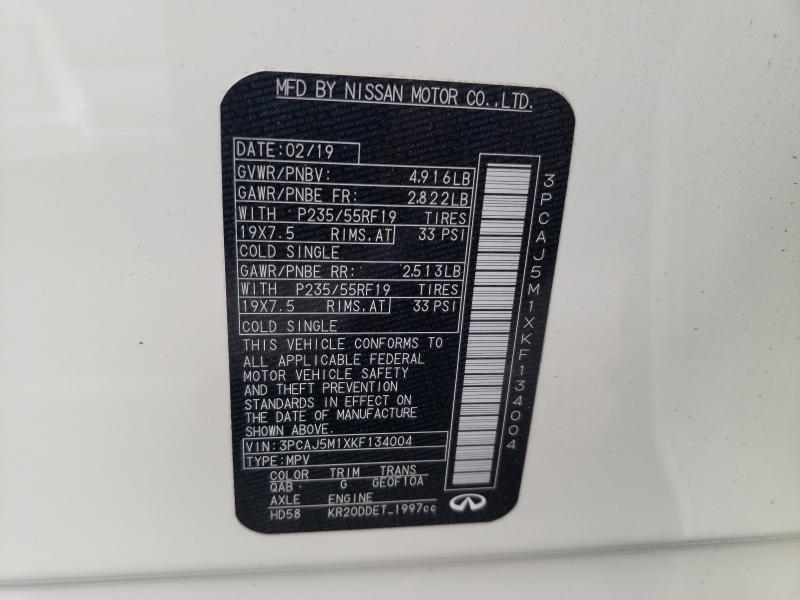 MFD BY NISSAN MOTOR CO.,LTD.
DATE:02/19
GVWR/PNBV: 4.916LB
GAWR/PNBE FR: 2.822LB
WITH P235/55RF19 TIRES
19X7.5 RIMS.AT 33 PSI
COLD SINGLE
GAWR/PNBE RR: 2.513LB
WITH P235/55RF19 TIRES
19X7.5 RIMS.AT 33 PSI
COLD SINGLE
THIS VEHICLE CONFORMS TO
ALL APPLICABLE FEDERAL
MOTOR VEHICLE SAFETY
AND THEFT PREVENTION
STANDARDS IN EFFECT ON
THE DATE OF MANUFACTURE
SHOWN ABOVE.
VIN:3PCAJ5M1XKF134004
TYPE:MPV
COLOR TRIM TRANS
QAB G GEOF10A
AXLE ENGINE
HD58 KR20DDET_1997cc
3PCAJ5M1XKF134004